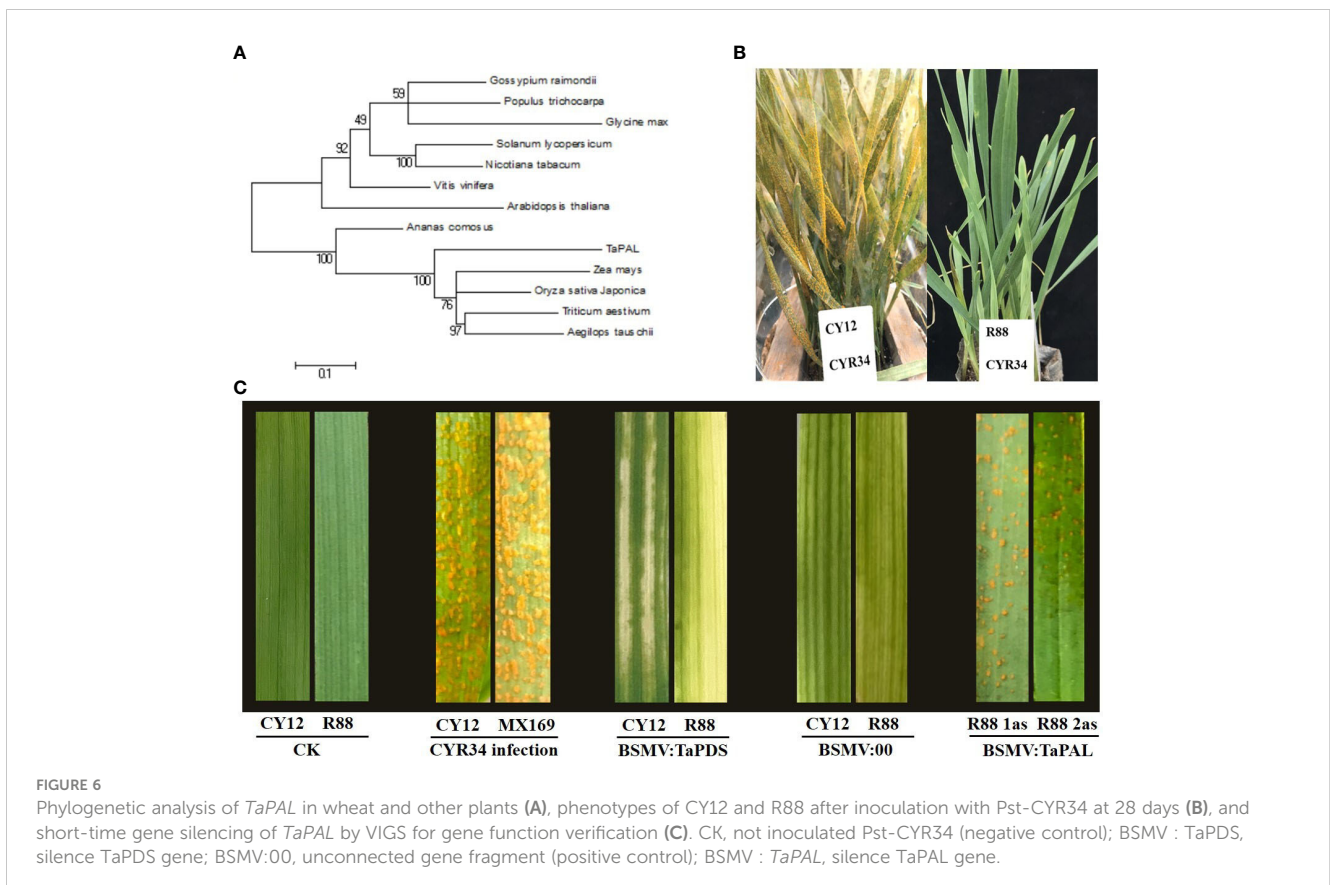 A
B
Gossypium raimondii
59
Populus trichocarpa
49
Glycine max
Solanum lycopersicum
92
100
Nicotiana tabacum
Vitis vinifera
Arabidopsis thaliana
Ananas comosus
100
TaPAL
100
Zea mays
Oryza sativa Japonica
76
Triticum aestivum
97
Aegilops tauschii
0.1
CY12
CYR34
R88
CYR34
C
CY12 R88 CY12 MX169 CY12 R88 CY12 R88 R88 1as R88 2as
CK CYR34 infection BSMV:TaPDS BSMV:00 BSMV:TaPAL
FIGURE 6
Phylogenetic analysis of TaPAL in wheat and other plants (A), phenotypes of CY12 and R88 after inoculation with Pst-CYR34 at 28 days (B), and
short-time gene silencing of TaPAL by VIGS for gene function verification (C). CK, not inoculated Pst-CYR34 (negative control); BSMV : TaPDS,
silence TaPDS gene; BSMV:00, unconnected gene fragment (positive control); BSMV : TaPAL, silence TaPAL gene.